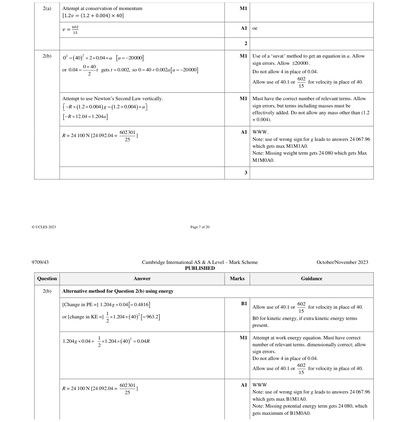 2(a)
Attempt at conservation of momentum
M1
[1.2v = (1.2 + 0.004) × 60]
v = 602/15
A1
or
2
2(b)
0² = (40)² + 2×0.04×a [a = −20000]
or 0.04 = (0+40)/2 t gets t = 0.002, so 0 = 40 + 0.002a [a = −20000]
M1
Use of a 'suvat' method to get an equation in a. Allow
sign errors. Allow ±20000.
Do not allow 4 in place of 0.04.
Allow use of 40.1 or 602/15 for velocity in place of 40.
Attempt to use Newton's Second Law vertically.
M1
Must have the correct number of relevant terms. Allow
sign errors, but terms including masses must be
effectively added. Do not allow any mass other than (1.2
+ 0.004).
[−R + 12.04 = 1.204a]
R = 24 100 N [24 092.04 = 602301/25]
A1
WWW.
Note: use of wrong sign for g leads to answers 24 067.96
which gets max M1M1A0.
Note: Missing weight term gets 24 080 which gets Max
M1M0A0.
3
© UCLES 2023
Page 7 of 20
9709/43
Cambridge International AS & A Level – Mark Scheme
October/November 2023
PUBLISHED
Question
Answer
Marks
Guidance
2(b)
Alternative method for Question 2(b) using energy
[Change in PE =] 1.204g × 0.04 [= 0.4816]
or [change in KE =] 1/2 × 1.204 × (40)² [= 963.2]
B1
Allow use of 40.1 or 602/15 for velocity in place of 40.
B0 for kinetic energy, if extra kinetic energy terms
present.
1.204g × 0.04 + 1/2 × 1.204 × (40)² = 0.04R
M1
Attempt at work energy equation. Must have correct
number of relevant terms, dimensionally correct, allow
sign errors.
Do not allow 4 in place of 0.04.
Allow use of 40.1 or 602/15 for velocity in place of 40.
R = 24 100 N [24 092.04 = 602301/25]
A1
WWW
Note: use of wrong sign for g leads to answers 24 067.96
which gets max B1M1A0.
Note: Missing potential energy term gets 24 080, which
gets maximum of B1M0A0.